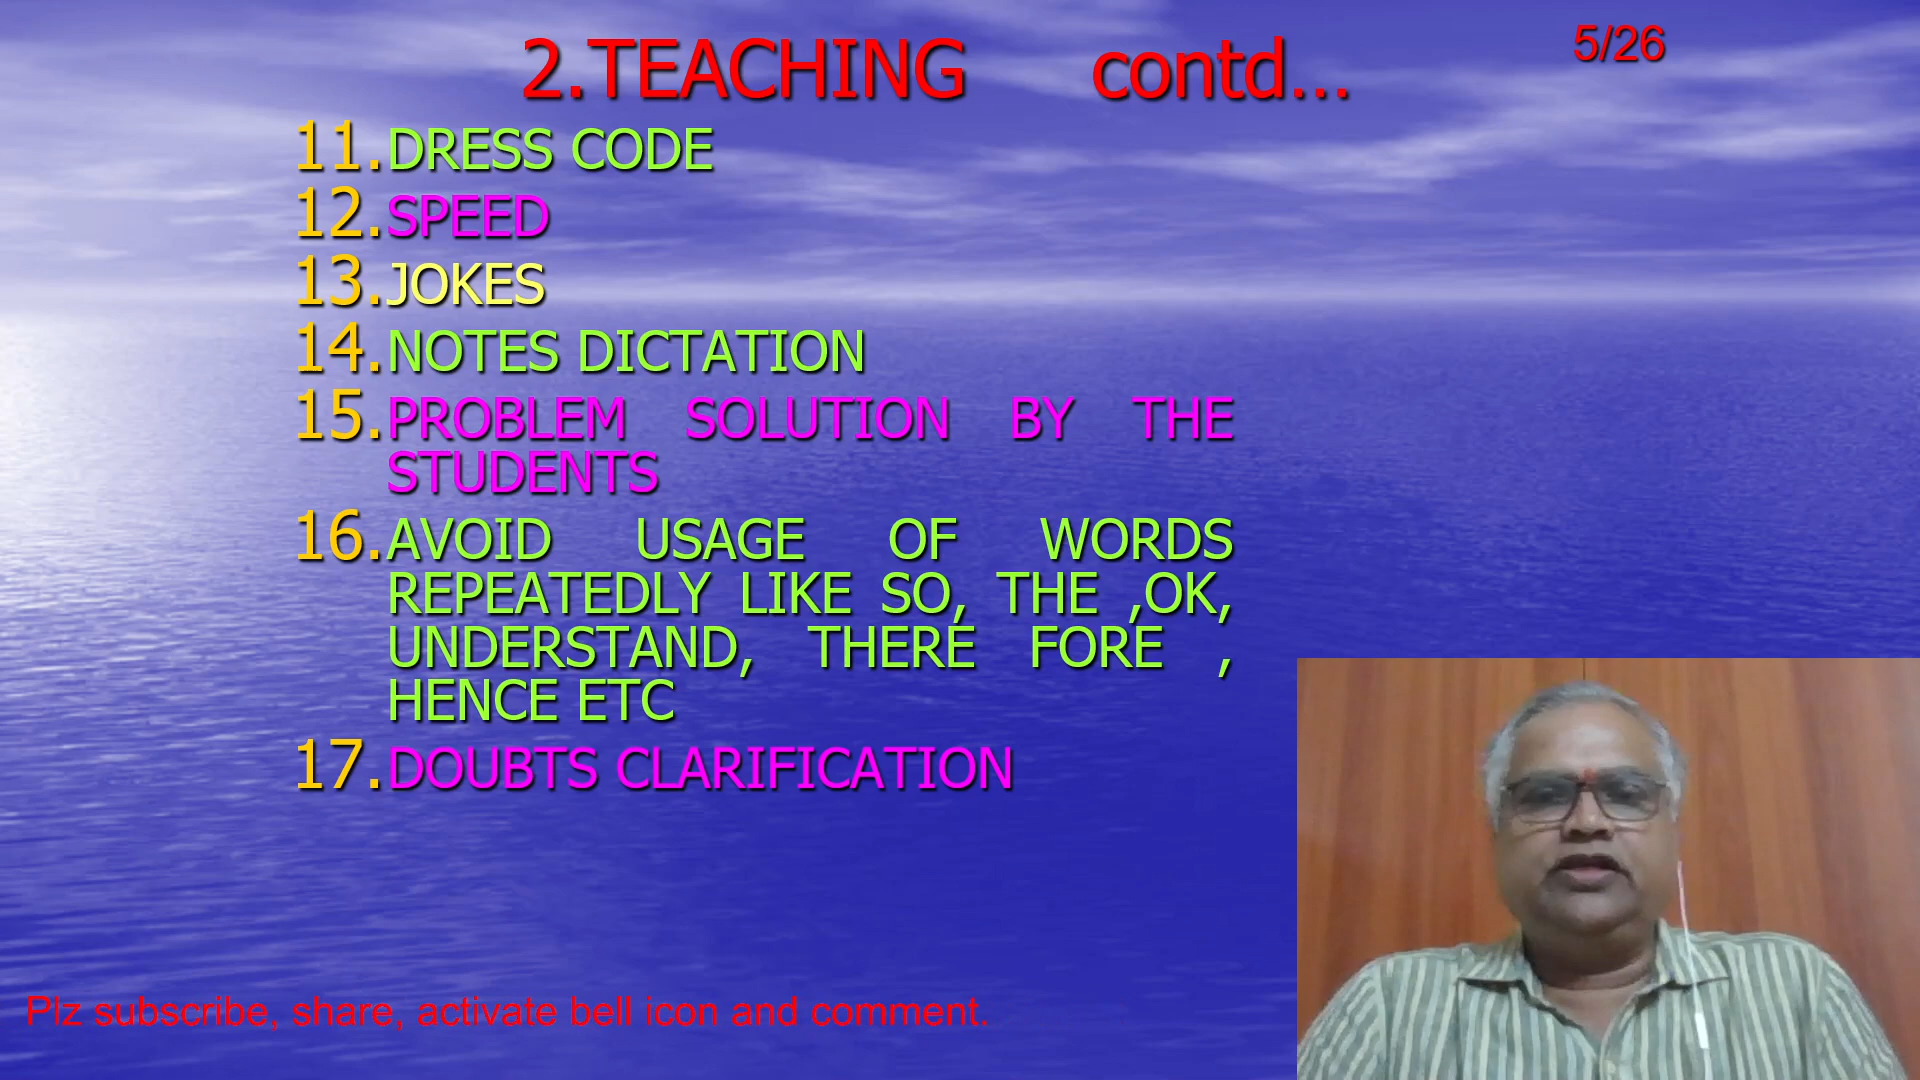 2.TEACHING contd...
5/26
11.DRESS CODE
12.SPEED
13.JOKES
14.NOTES DICTATION
15.PROBLEM SOLUTION BY THE
STUDENTS
16.AVOID USAGE OF WORDS
REPEATEDLY LIKE SO, THE ,OK,
UNDERSTAND, THERE FORE ,
HENCE ETC
17.DOUBTS CLARIFICATION
Plz subscribe, share, activate bell icon and comment.